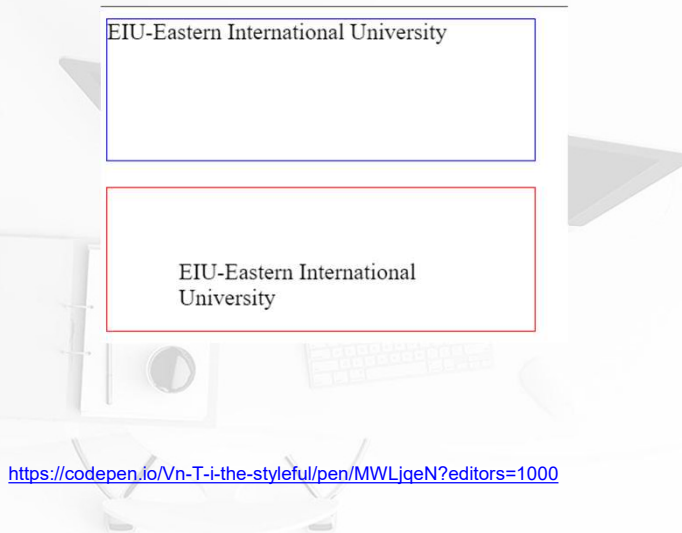 EIU-Eastern International University
EIU-Eastern International
University
https://codepen.io/Vn-T-i-the-styleful/pen/MWLjqeN?editors=1000